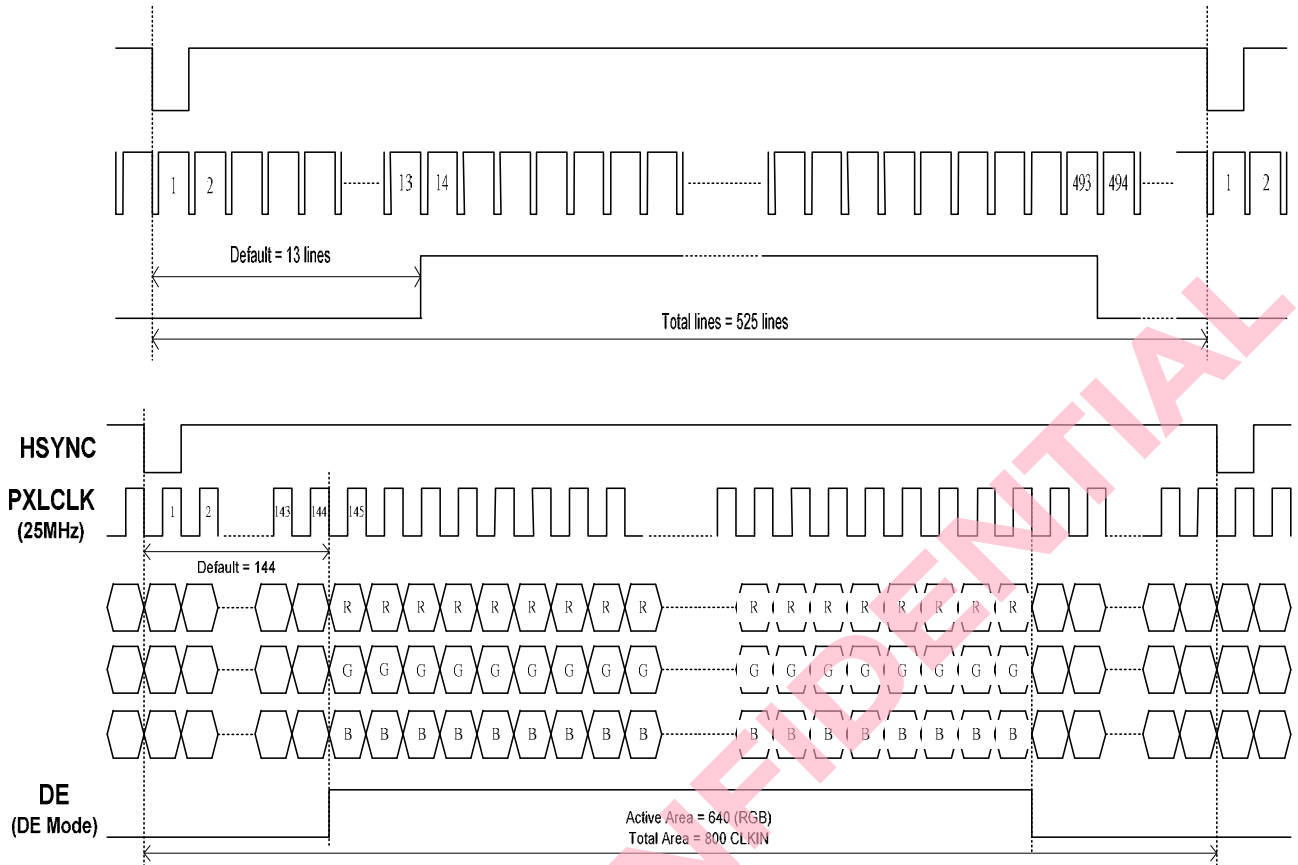 1 2 13 14 493 494 1 2
Default = 13 lines
Total lines = 525 lines
HSYNC
PXLCLK
(25MHz)
1 2 143 144 145
Default = 144
R R R R R R R R R R R R R R R R R
G G G G G G G G G G G G G G G G G
B B B B B B B B B B B B B B B B B
DE
(DE Mode)
Active Area = 640 (RGB)
Total Area = 800 CLKIN
NFIDENTIAL